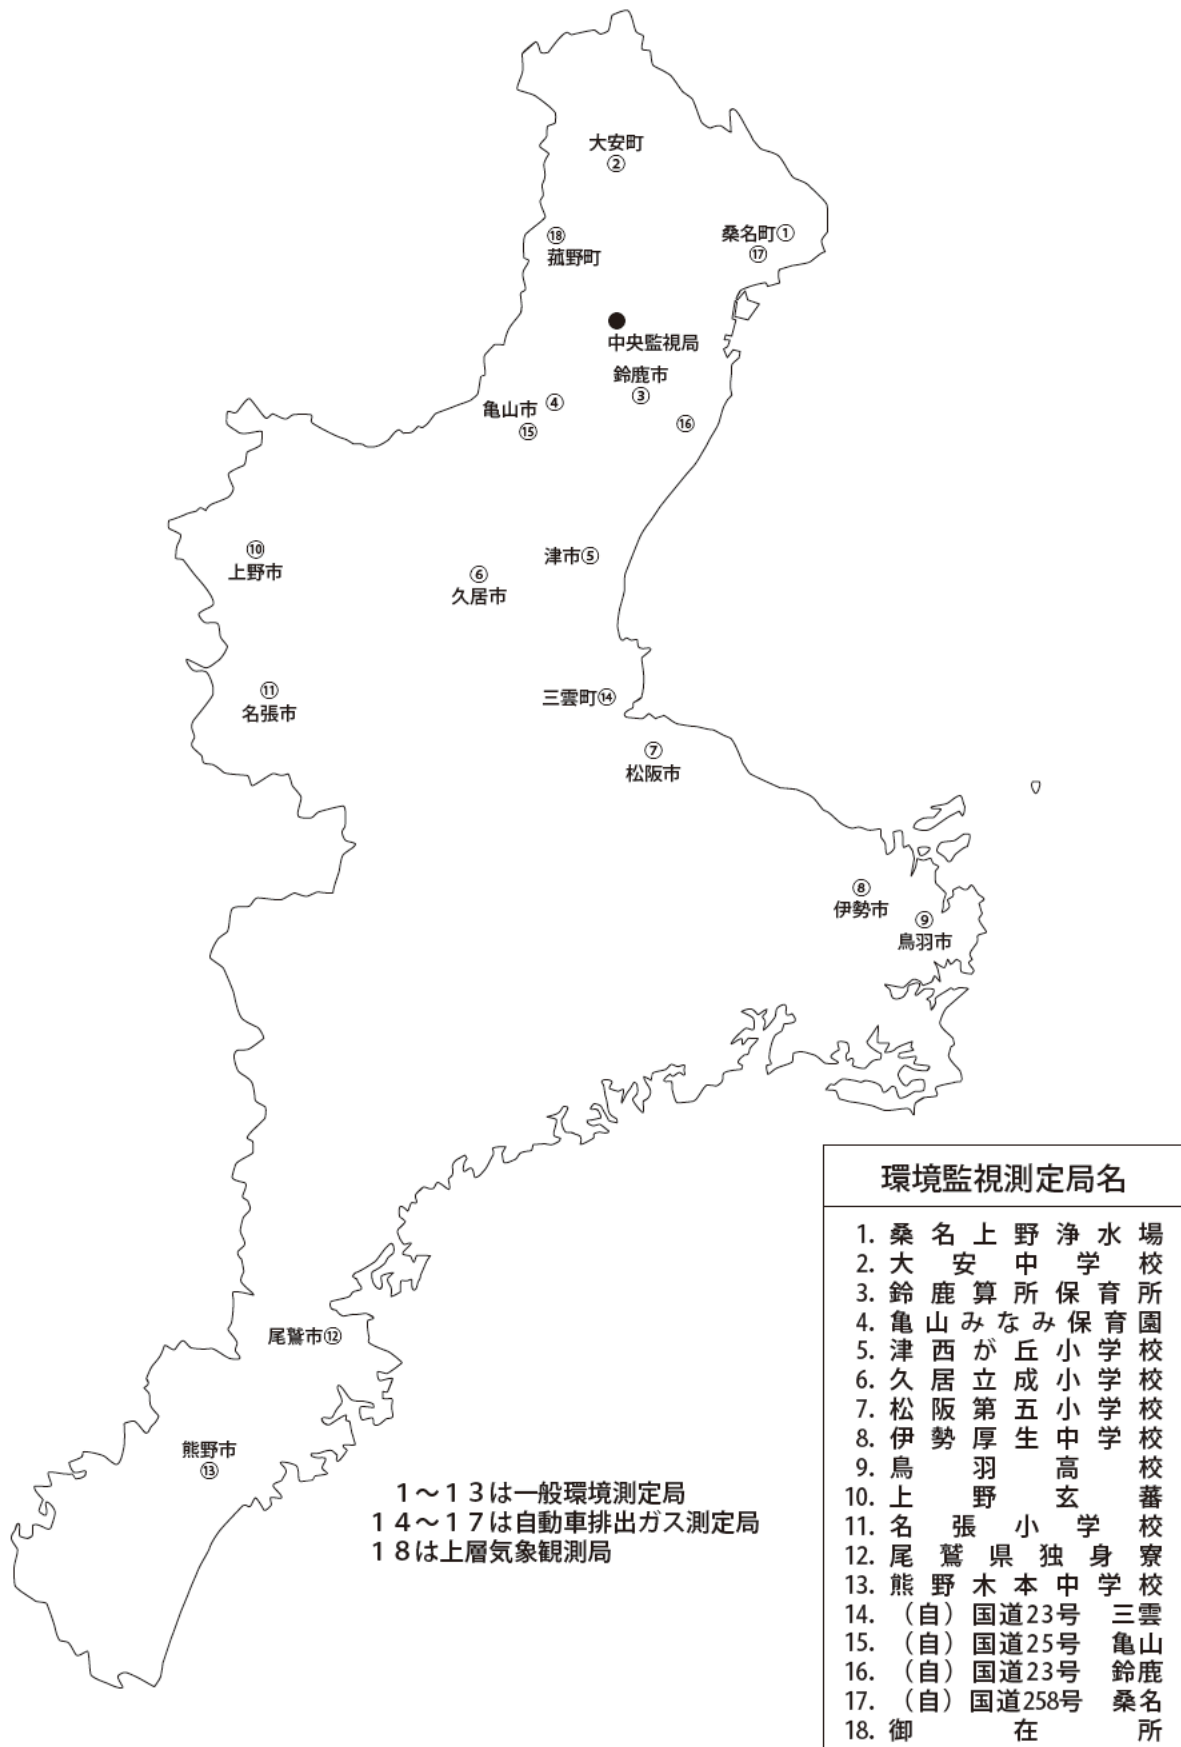 大安町
②
⑱
菰野町
桑名町①
⑰
中央監視局
鈴鹿市
③
亀山市
④
⑮
⑯
⑩
上野市
津市⑤
⑥
久居市
⑪
名張市
三雲町⑭
⑦
松阪市
⑧
伊勢市
⑨
鳥羽市
尾鷲市⑫
熊野市
⑬
1～13は一般環境測定局
14～17は自動車排出ガス測定局
18は上層気象観測局
環境監視測定局名
1. 桑名上野浄水場
2. 大安中学校
3. 鈴鹿算所保育所
4. 亀山みなみ保育園
5. 津西が丘小学校
6. 久居立成小学校
7. 松阪第五小学校
8. 伊勢厚生中学校
9. 鳥羽高校
10. 上野玄蕃
11. 名張小学校
12. 尾鷲県独身寮
13. 熊野木本中学校
14. (自)国道23号 三雲
15. (自)国道25号 亀山
16. (自)国道23号 鈴鹿
17. (自)国道258号 桑名
18. 御在所